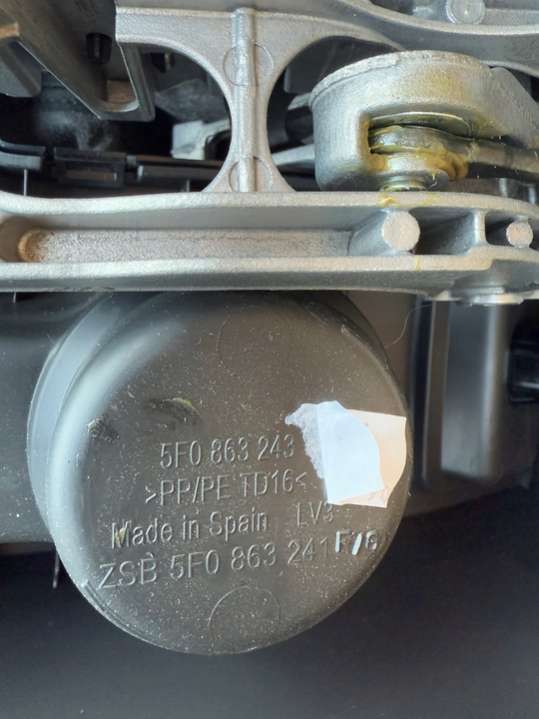 5F0 863 243
>PP/PE TD16<
Made in Spain LV3
ZSB 5F0 863 241